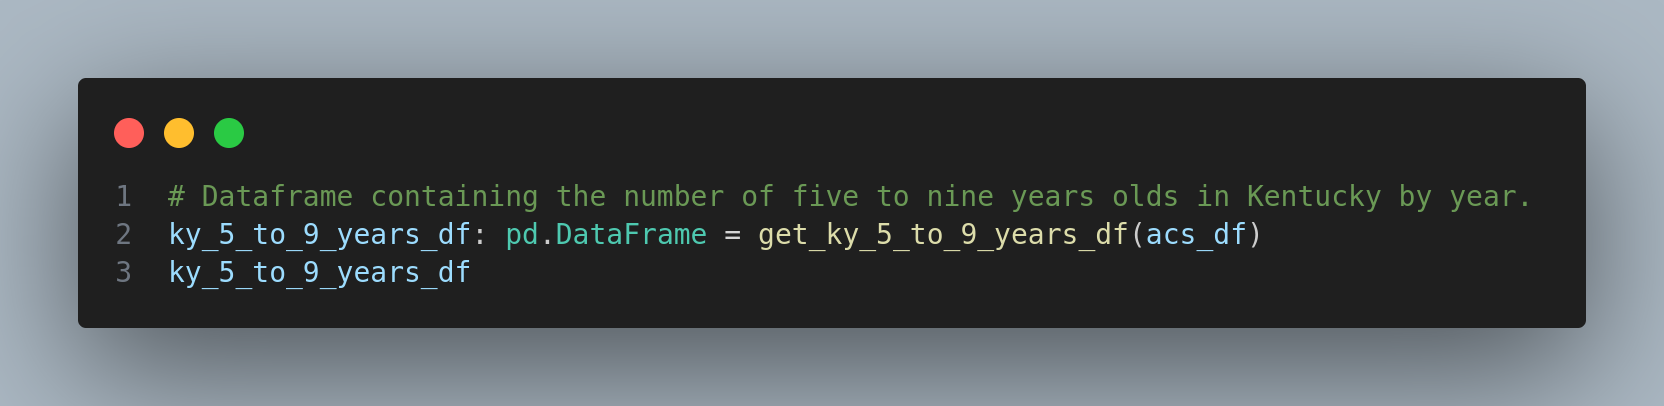 1 # Dataframe containing the number of five to nine years olds in Kentucky by year.
2 ky_5_to_9_years_df: pd.DataFrame = get_ky_5_to_9_years_df(acs_df)
3 ky_5_to_9_years_df